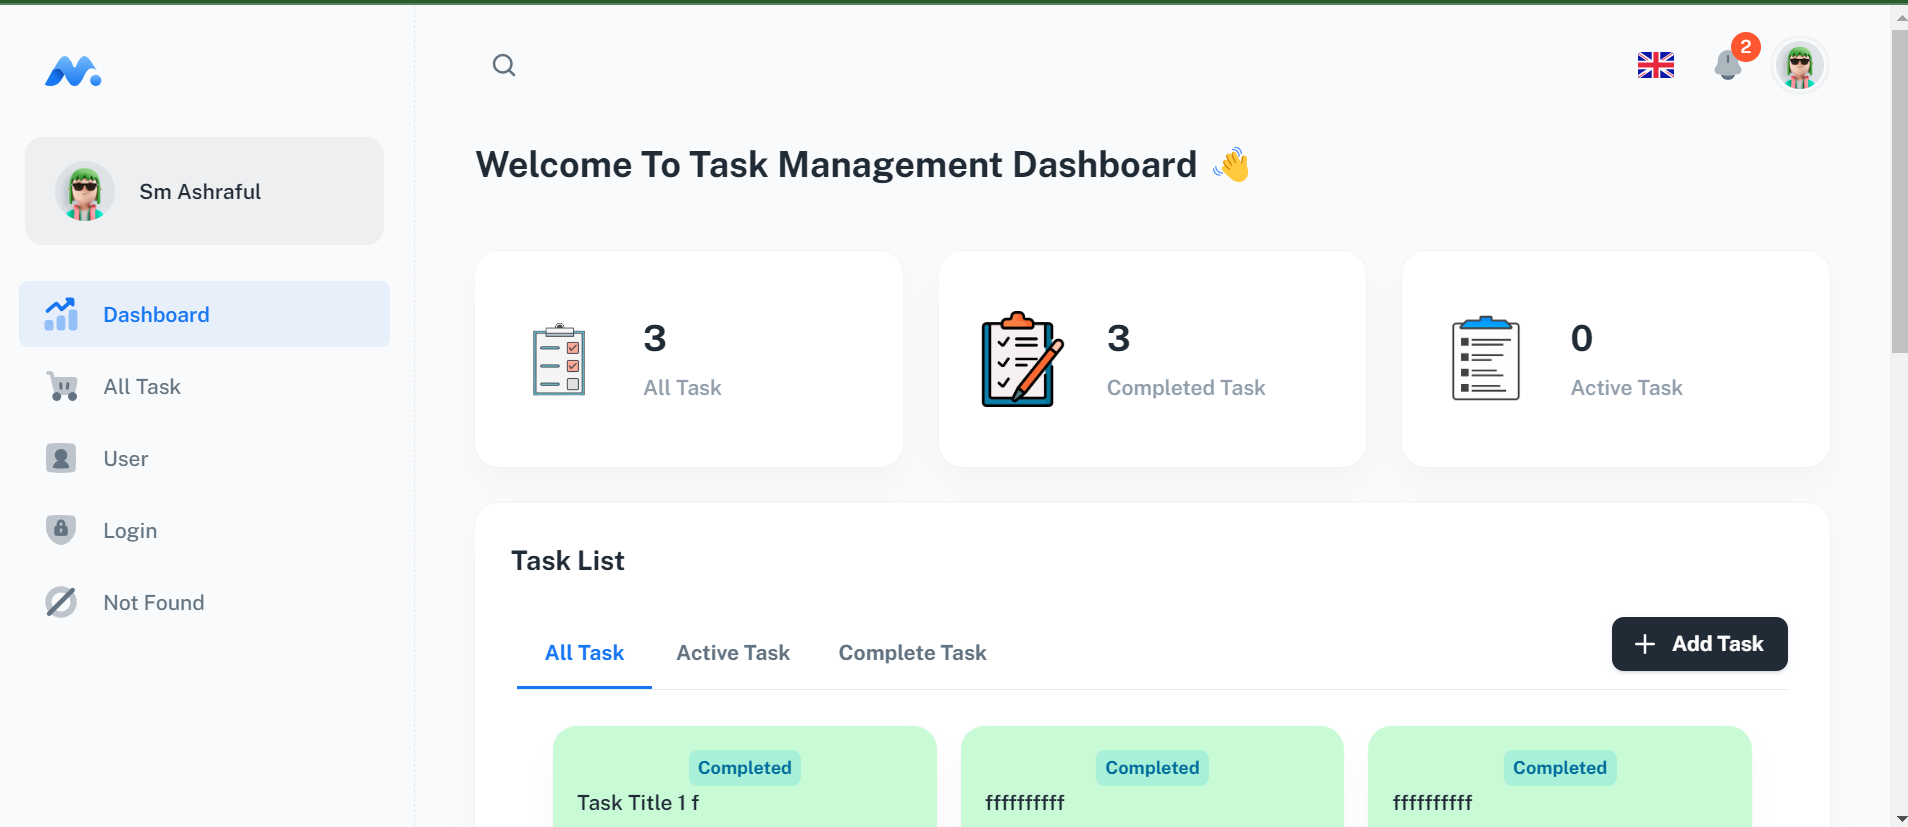 2
Sm Ashraful
Dashboard
All Task
User
Login
Not Found
Welcome To Task Management Dashboard 👋
3
All Task
3
Completed Task
0
Active Task
Task List
All Task
Active Task
Complete Task
Add Task
Completed
Task Title 1 f
Completed
ffffffffff
Completed
ffffffffff